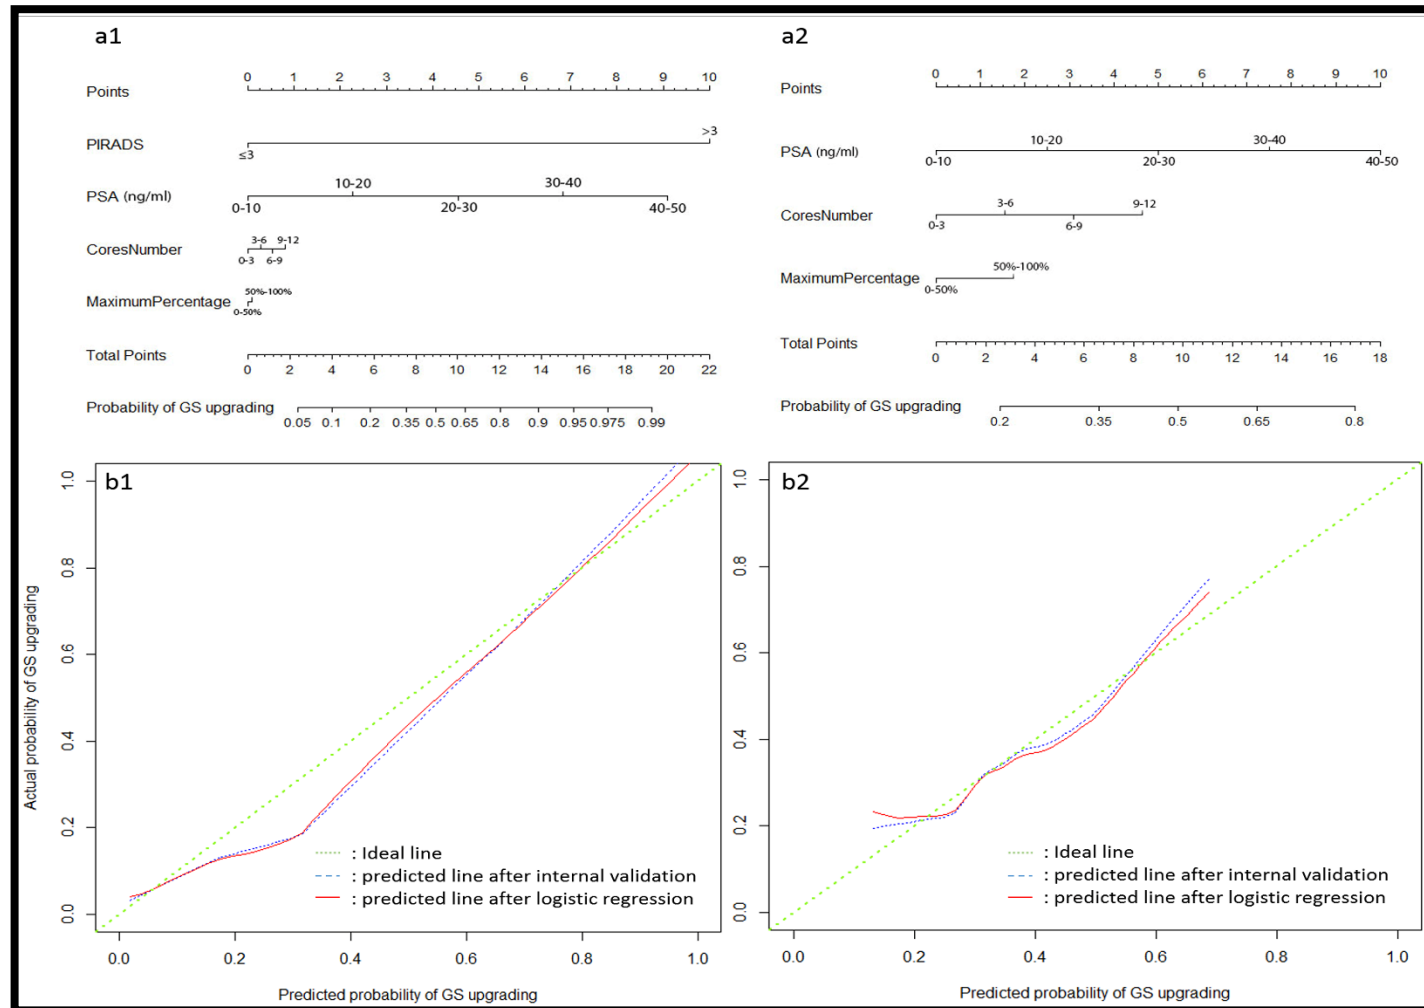 a1
0 1 2 3 4 5 6 7 8 9 10
Points
>3
PIRADS
≤3
10-20 30-40
PSA (ng/ml)
0-10 20-30 40-50
3-6 9-12
CoresNumber
0-3 6-9
50%-100%
MaximumPercentage
0-50%
Total Points
0 2 4 6 8 10 12 14 16 18 20 22
Probability of GS upgrading
0.05 0.1 0.2 0.35 0.5 0.65 0.8 0.9 0.95 0.975 0.99
a2
0 1 2 3 4 5 6 7 8 9 10
Points
10-20 30-40
PSA (ng/ml)
0-10 20-30 40-50
3-6 9-12
CoresNumber
0-3 6-9
50%-100%
MaximumPercentage
0-50%
Total Points
0 2 4 6 8 10 12 14 16 18
Probability of GS upgrading
0.2 0.35 0.5 0.65 0.8
b1
Actual probability of GS upgrading
1.0
0.8
0.6
0.4
0.2
0.0
: Ideal line
: predicted line after internal validation
: predicted line after logistic regression
0.0 0.2 0.4 0.6 0.8 1.0
Predicted probability of GS upgrading
b2
1.0
0.8
0.6
0.4
0.2
0.0
: Ideal line
: predicted line after internal validation
: predicted line after logistic regression
0.0 0.2 0.4 0.6 0.8 1.0
Predicted probability of GS upgrading